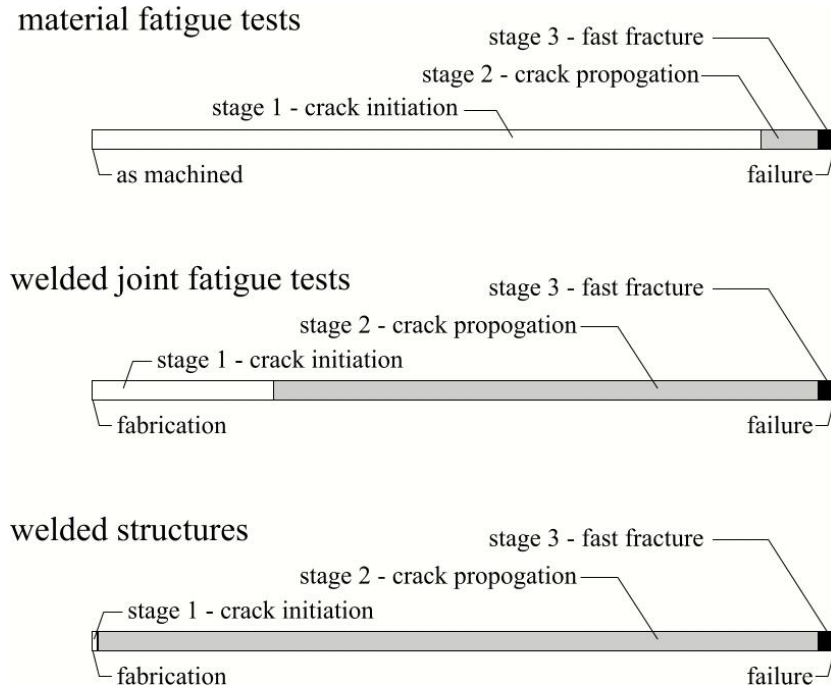 material fatigue tests
stage 3 - fast fracture
stage 2 - crack propogation
stage 1 - crack initiation
as machined
failure
welded joint fatigue tests
stage 3 - fast fracture
stage 2 - crack propogation
stage 1 - crack initiation
fabrication
failure
welded structures
stage 3 - fast fracture
stage 2 - crack propogation
stage 1 - crack initiation
fabrication
failure